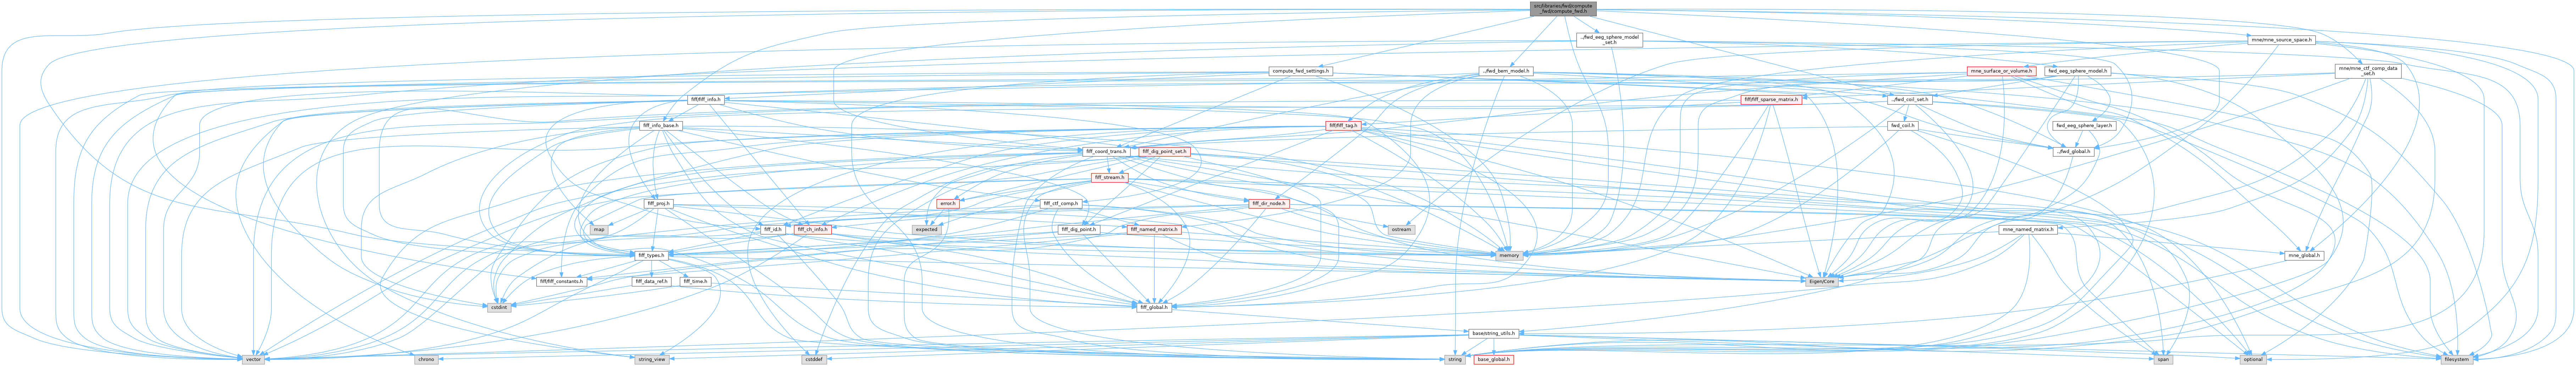 src/libraries/fwd/compute
_fwd/compute_fwd.h
../fwd_eeg_sphere_model
_set.h
mne/mne_source_space.h
compute_fwd_settings.h
../fwd_bem_model.h
mne_surface_or_volume.h
fwd_eeg_sphere_model.h
mne/mne_ctf_comp_data
_set.h
fiff/fiff_info.h
fiff/fiff_sparse_matrix.h
../fwd_coil_set.h
fiff_info_base.h
fiff/fiff_tag.h
fwd_coil.h
fwd_eeg_sphere_layer.h
fiff_coord_trans.h
fiff_dig_point_set.h
../fwd_global.h
fiff_stream.h
fiff_proj.h
error.h
fiff_ctf_comp.h
fiff_dir_node.h
map
fiff_id.h
fiff_ch_info.h
expected
fiff_dig_point.h
fiff_named_matrix.h
ostream
mne_named_matrix.h
fiff_types.h
memory
mne_global.h
fiff/fiff_constants.h
fiff_data_ref.h
fiff_time.h
Eigen/Core
cstdint
fiff_global.h
base/string_utils.h
vector
chrono
string_view
cstddef
string
base_global.h
span
optional
filesystem